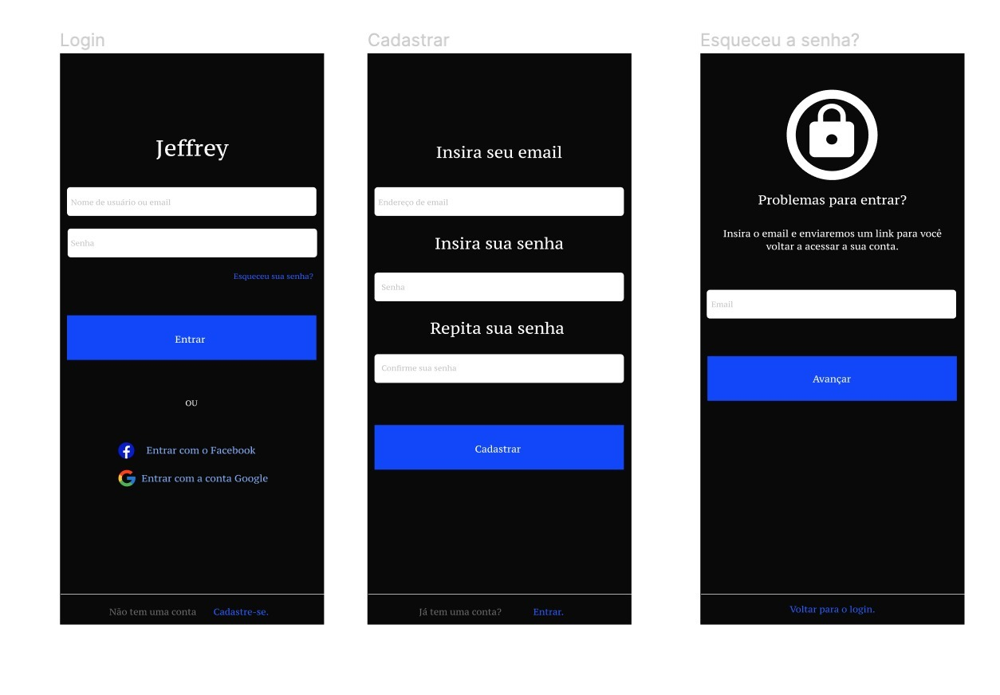 Login
Jeffrey
Nome de usuário ou email
Senha
Esqueceu sua senha?
Entrar
OU
Entrar com o Facebook
Entrar com a conta Google
Não tem uma conta Cadastre-se.
Cadastrar
Insira seu email
Endereço de email
Insira sua senha
Senha
Repita sua senha
Confirme sua senha
Cadastrar
Já tem uma conta? Entrar.
Esqueceu a senha?
Problemas para entrar?
Insira o email e enviaremos um link para você
voltar a acessar a sua conta.
Email
Avançar
Voltar para o login.